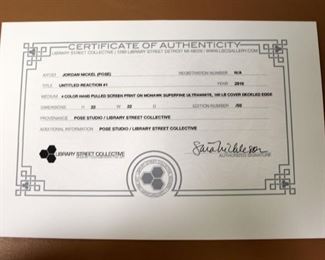 CERTIFICATE OF AUTHENTICITY
LIBRARY STREET COLLECTIVE / 1260 LIBRARY STREET DETROIT MI 48226 / WWW.LSCGALLERY.COM
ARTIST JORDAN NICKEL (POSE) REGISTRATION NUMBER N/A
TITLE UNTITLED REACTION #1 YEAR 2016
MEDIUM 4 COLOR HAND PULLED SCREEN PRINT ON MOHAWK SUPERFINE ULTRAWHITE, 160 LB COVER DECKLED EDGE
DIMENSIONS H 22 W 22 D EDITION NUMBER /50
PROVENANCE POSE STUDIO / LIBRARY STREET COLLECTIVE
ADDITIONAL INFORMATION POSE STUDIO / LIBRARY STREET COLLECTIVE
LIBRARY STREET COLLECTIVE
AUTHORIZED SIGNATURE